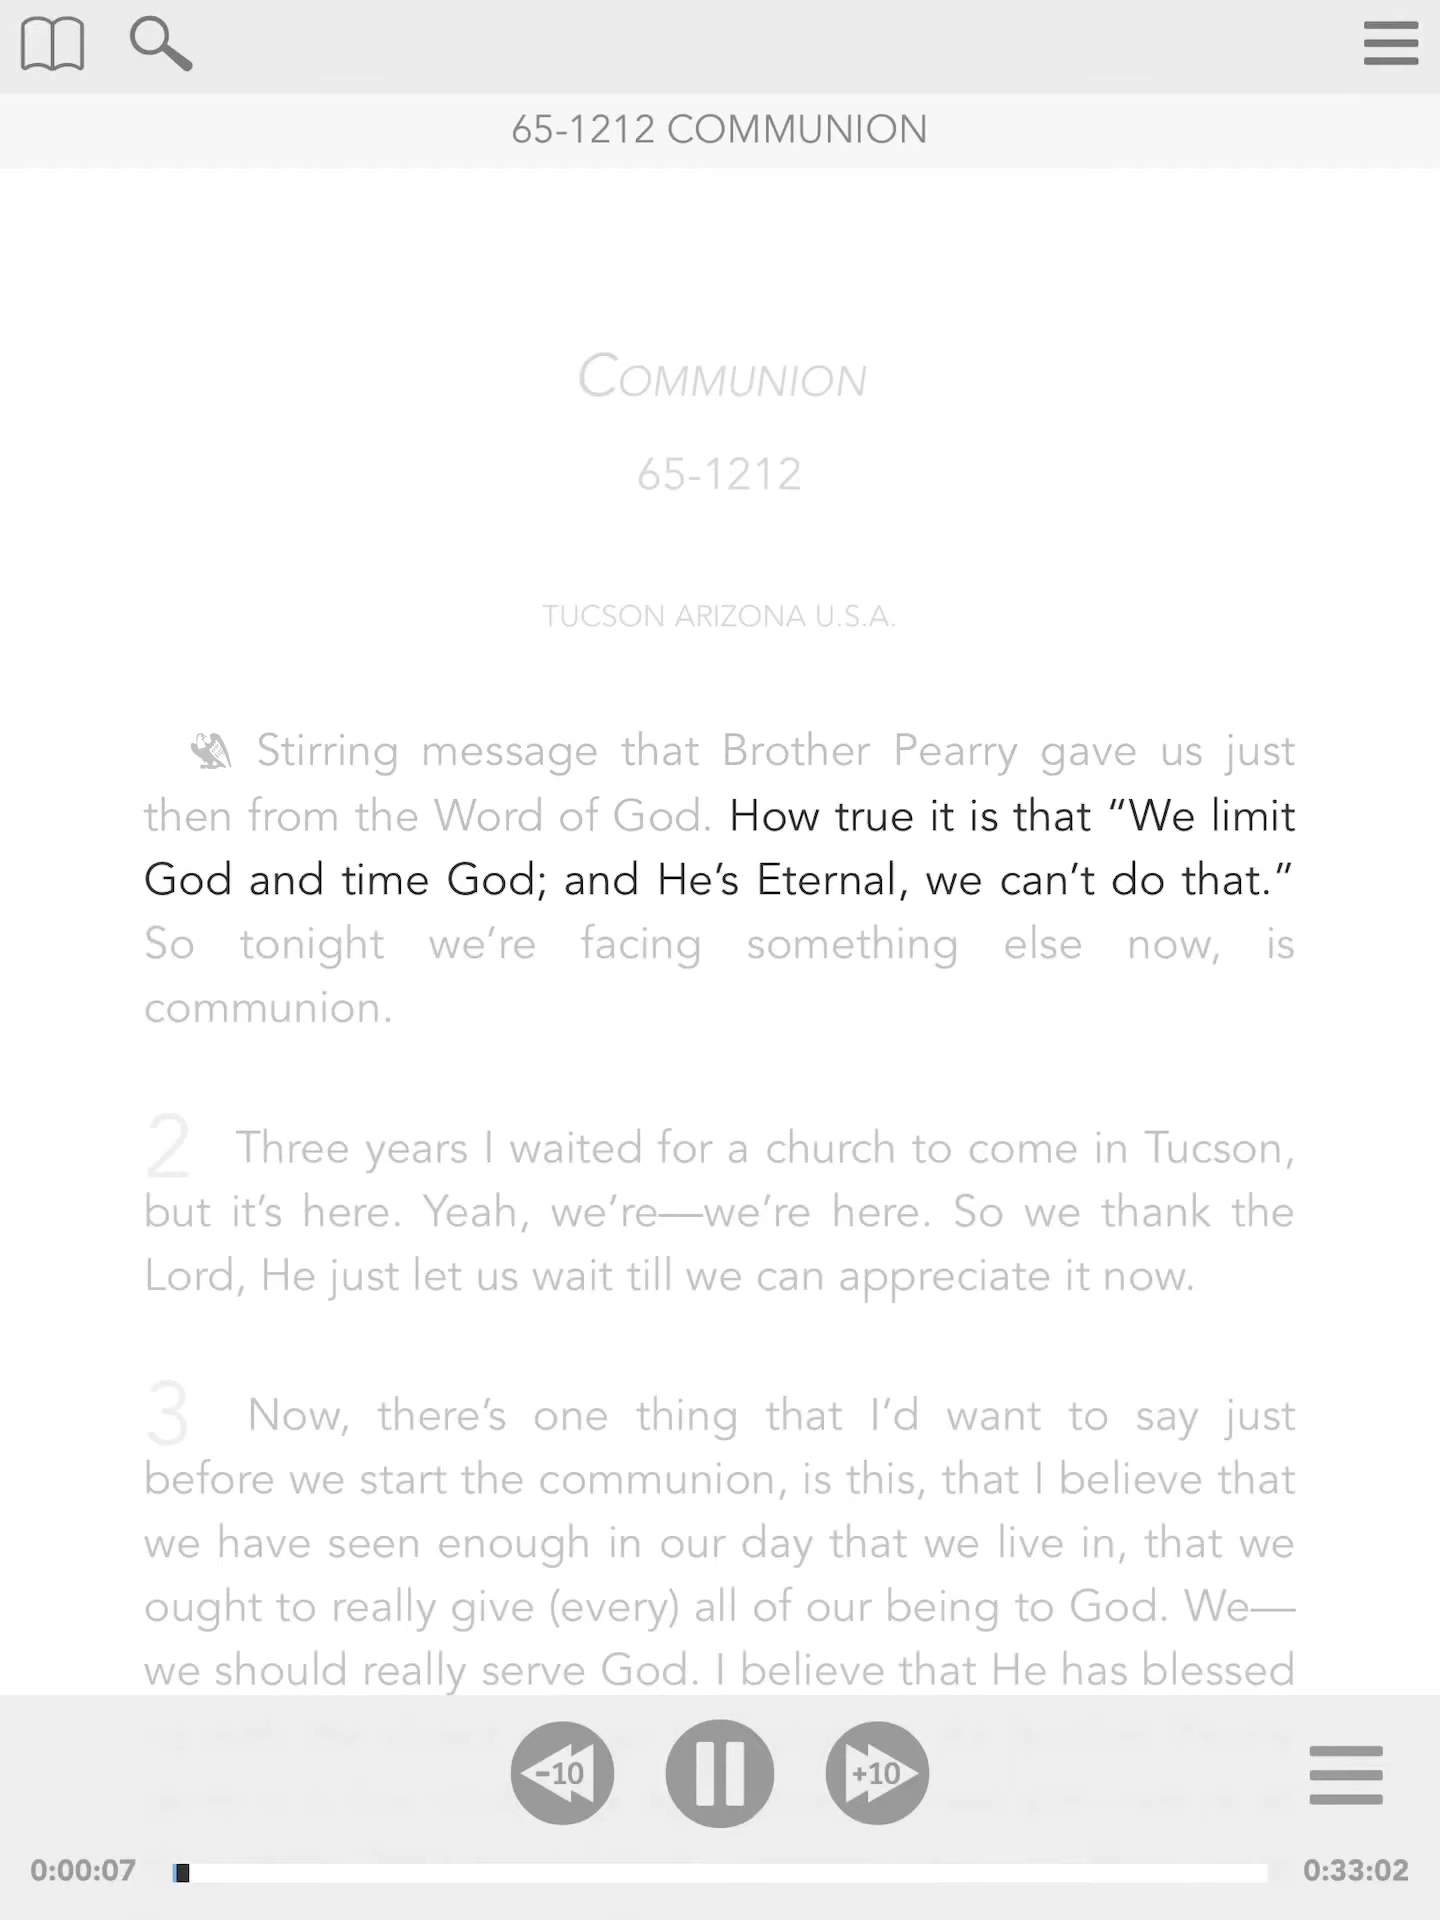 65-1212 COMMUNION
COMMUNION
65-1212
TUCSON ARIZONA U.S.A.
Stirring message that Brother Pearry gave us just
then from the Word of God. How true it is that “We limit
God and time God; and He’s Eternal, we can’t do that.”
So tonight we’re facing something else now, is
communion.
2 Three years I waited for a church to come in Tucson,
but it’s here. Yeah, we’re—we’re here. So we thank the
Lord, He just let us wait till we can appreciate it now.
3 Now, there’s one thing that I’d want to say just
before we start the communion, is this, that I believe that
we have seen enough in our day that we live in, that we
ought to really give (every) all of our being to God. We—
we should really serve God. I believe that He has blessed
-10 +10
0:00:07 0:33:02